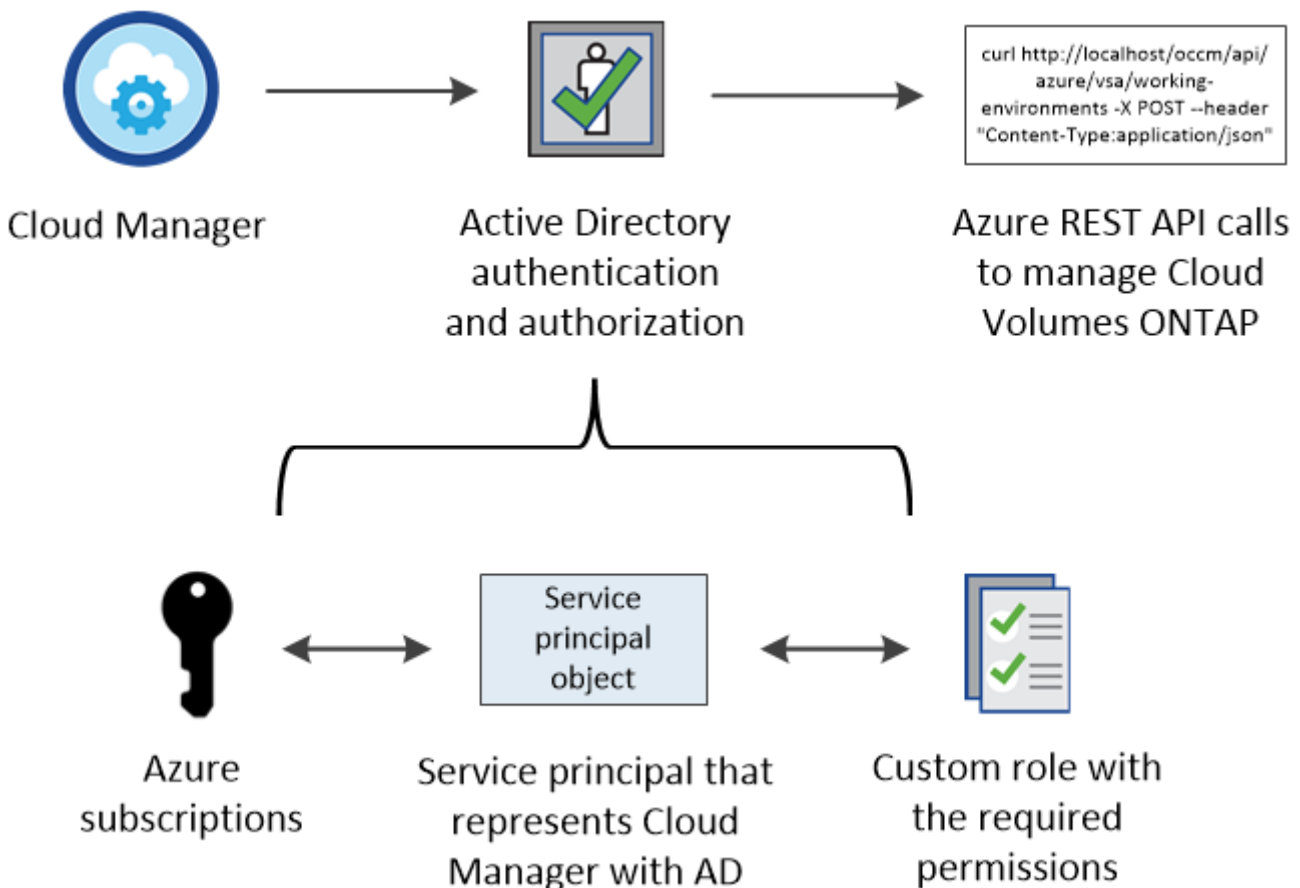 curl http://localhost/occm/api/
azure/vsa/working-
environments -X POST --header
"Content-Type:application/json"
Cloud Manager
Active Directory
authentication
and authorization
Azure REST API calls
to manage Cloud
Volumes ONTAP
Service
principal
object
Azure
subscriptions
Service principal that
represents Cloud
Manager with AD
Custom role with
the required
permissions